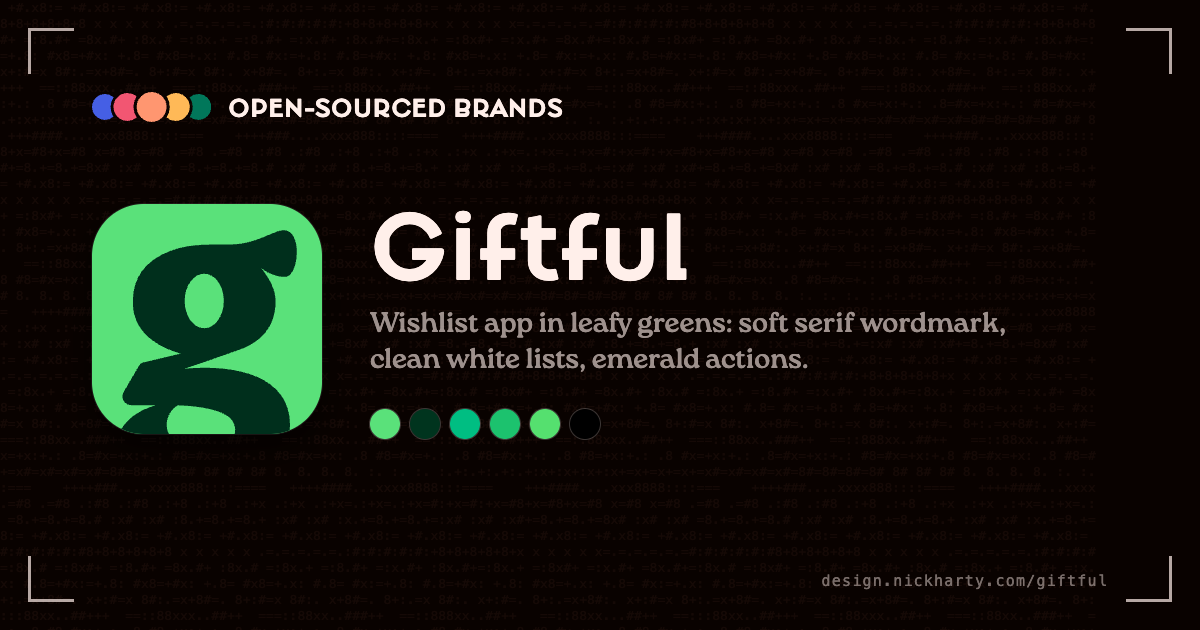 OPEN-SOURCED BRANDS
g
Giftful
Wishlist app in leafy greens: soft serif wordmark,
clean white lists, emerald actions.
design.nickharty.com/giftful